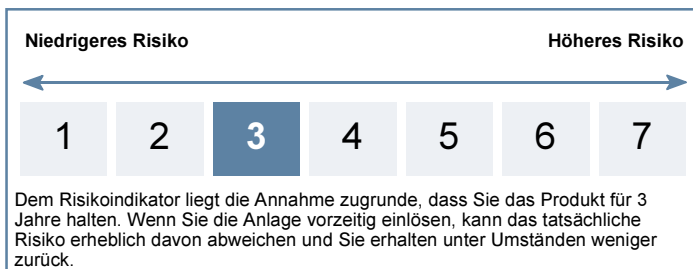 Niedrigeres Risiko Höheres Risiko
1 2 3 4 5 6 7
Dem Risikoindikator liegt die Annahme zugrunde, dass Sie das Produkt für 3
Jahre halten. Wenn Sie die Anlage vorzeitig einlösen, kann das tatsächliche
Risiko erheblich davon abweichen und Sie erhalten unter Umständen weniger
zurück.